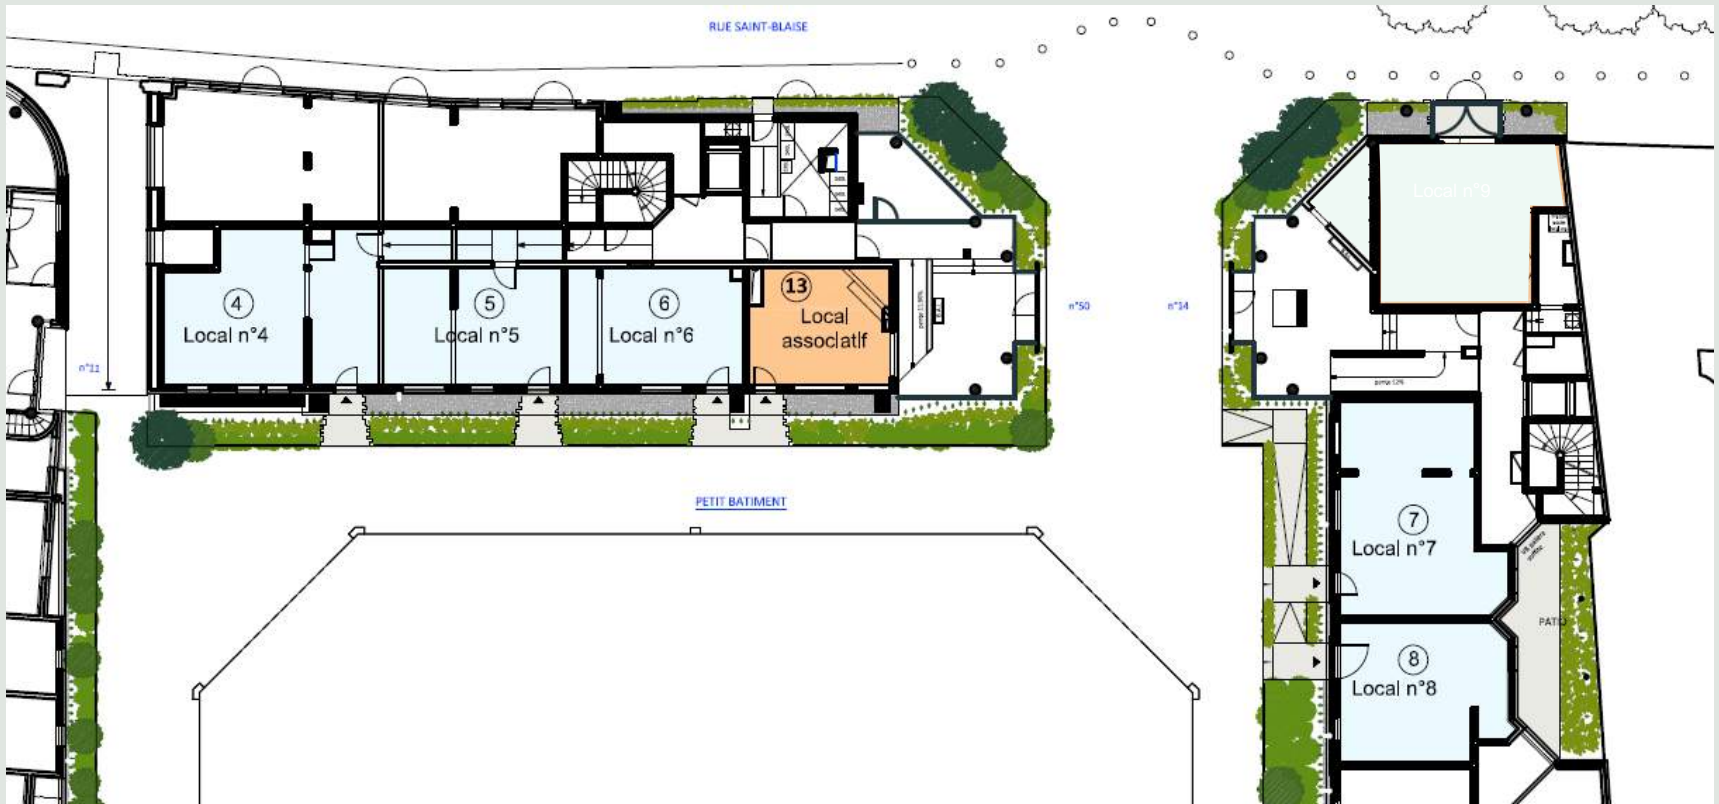 RUE SAINT-BLAISE
Local n°9
4
Local n°4
5
Local n°5
6
Local n°6
13
Local
associatif
n°50
n°14
n°11
PETIT BATIMENT
7
Local n°7
8
Local n°8
PATIO